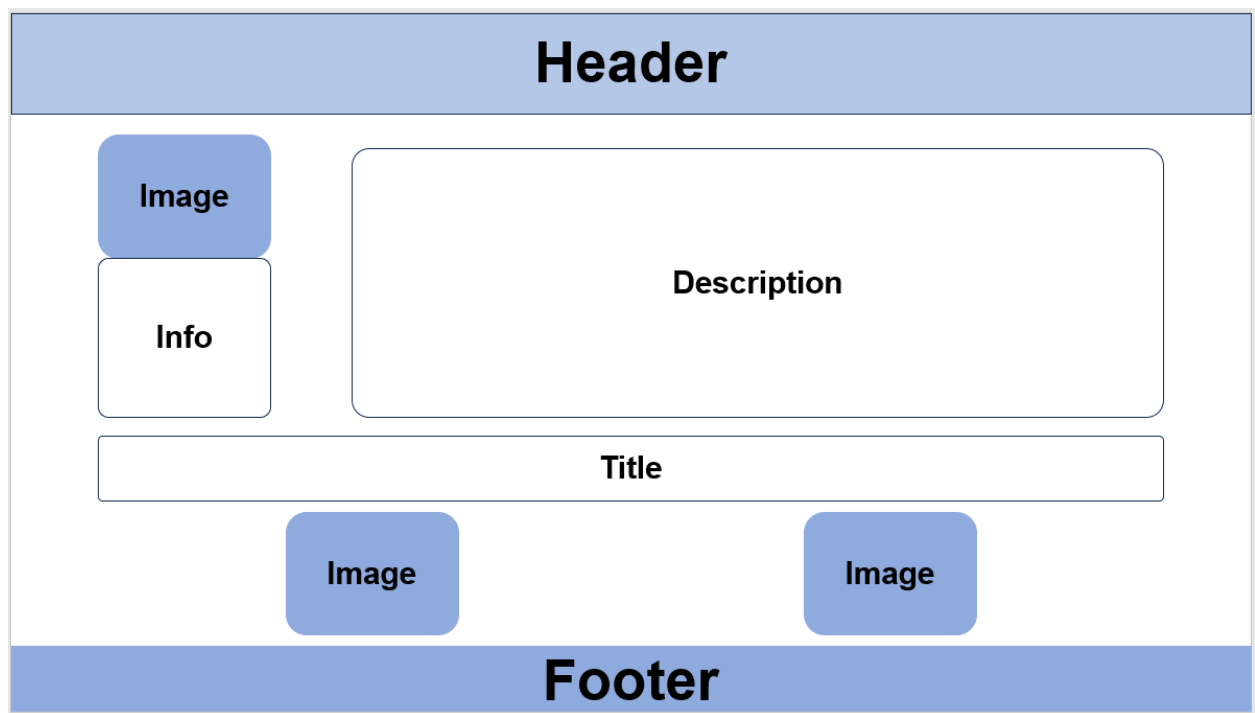 Header
Image
Info
Description
Title
Image
Image
Footer